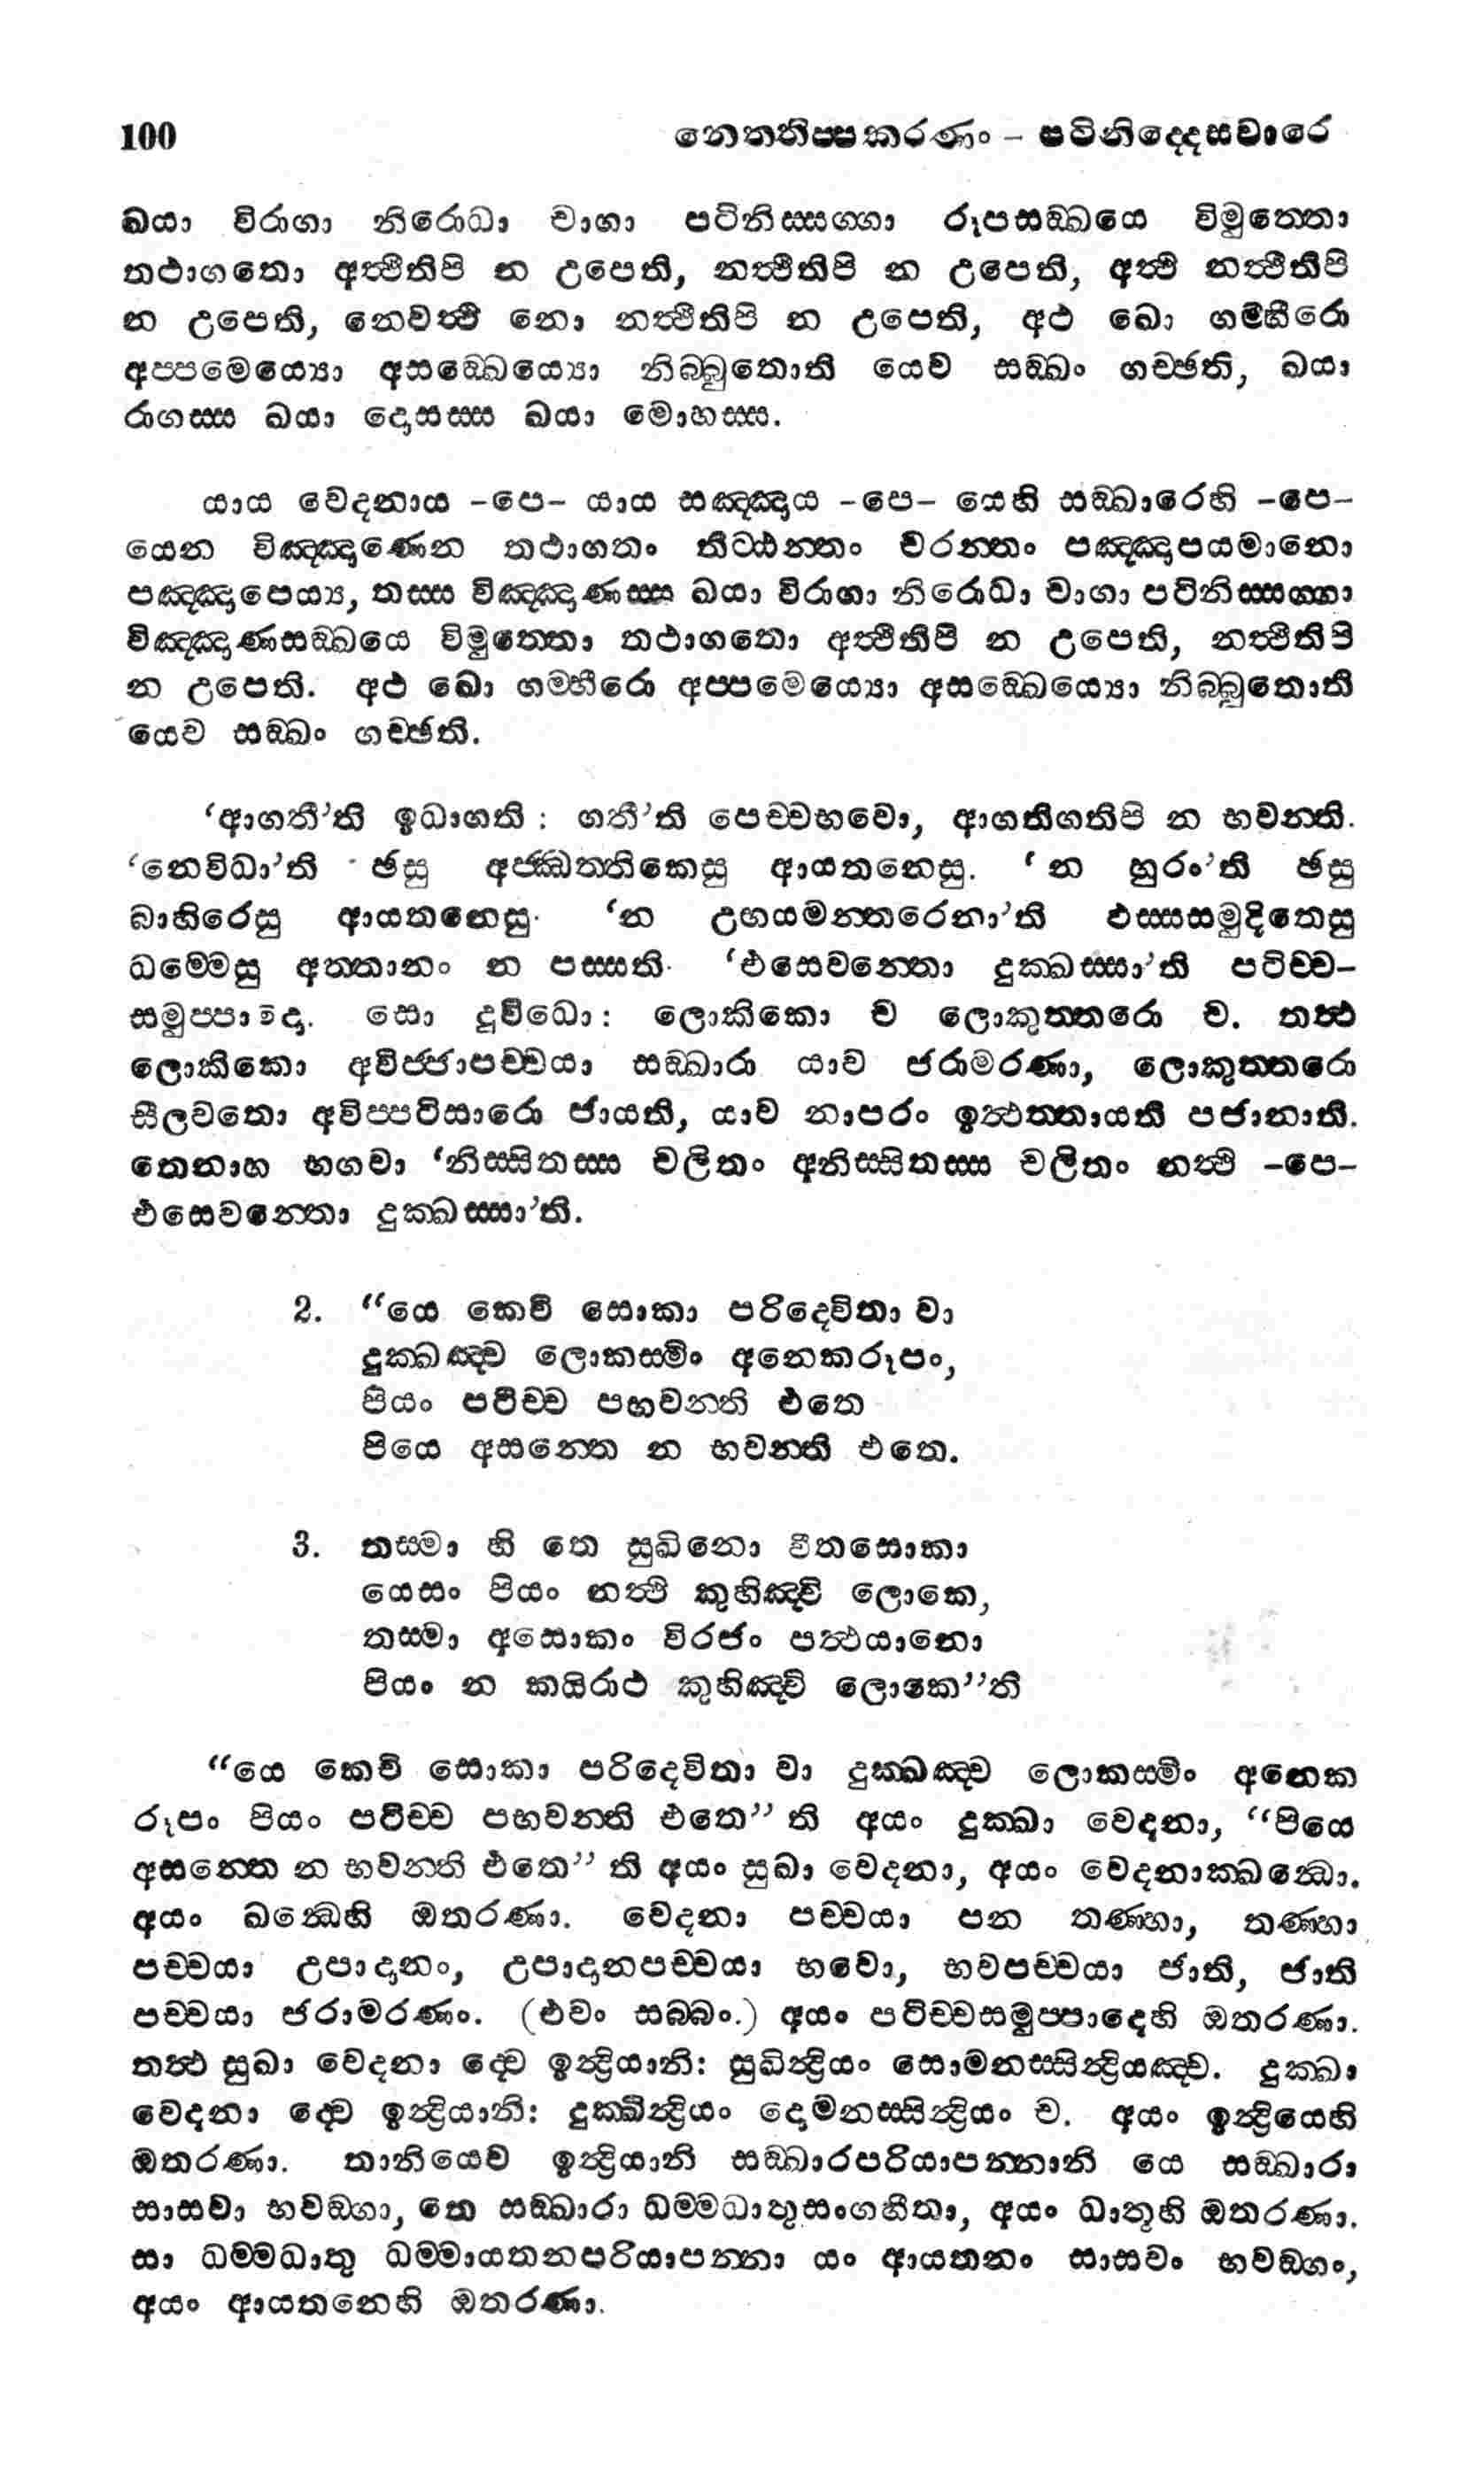 100 නෙත්තිප්පකරණං – පටිනිද්දෙසවාරෙ
ඛයා විරාගා නිරොධා චාගා පටිනිස්සග්ගා රූපසඞ්ඛයෙ විමුත්තො
තථාගතො අත්ථීතිපි න උපෙති, නත්ථීතිපි න උපෙති, අත්ථි නත්ථීතිපි
න උපෙති, නෙවත්ථි නො නත්ථීතිපි න උපෙති, අථ ඛො ගම්භීරො
අප්පමෙය්‍යො අසඞ්ඛෙය්‍යො නිබ්බුතොති යෙව සඞ්ඛං ගච්ඡති, ඛයා
රාගස්ස ඛයා දොසස්ස ඛයා මොහස්ස.
යාය වෙදනාය –පෙ– යාය සඤ්ඤාය –පෙ– යෙහි සඞ්ඛාරෙහි –පෙ–
යෙන විඤ්ඤාණෙන තථාගතං තිට්ඨන්තං චරන්තං පඤ්ඤාපයමානො
පඤ්ඤාපෙය්‍ය, තස්ස විඤ්ඤාණස්ස ඛයා විරාගා නිරොධා චාගා පටිනිස්සග්ගා
විඤ්ඤාණසඞ්ඛයෙ විමුත්තො තථාගතො අත්ථීතිපි න උපෙති, නත්ථීතිපි
න උපෙති. අථ ඛො ගම්භීරො අප්පමෙය්‍යො අසඞ්ඛෙය්‍යො නිබ්බුතොති
යෙව සඞ්ඛං ගච්ඡති.
‘ආගතී’ති ඉධාගති : ගතී’ති පෙච්චභවො, ආගතිගතිපි න භවන්ති.
‘නෙවිධා’ති ඡසු අජ්ඣත්තිකෙසු ආයතනෙසු. ‘න හුරං’ති ඡසු
බාහිරෙසු ආයතනෙසු. ‘න උභයමන්තරෙනා’ති ඵස්සසමුදිතෙසු
ධම්මෙසු අත්තානං න පස්සති. ‘එසෙවන්තො දුක්ඛස්සා’ති පටිච්ච–
සමුප්පාදො. සො දුවිධො: ලොකිකො ච ලොකුත්තරො ච. තත්ථ
ලොකිකො අවිජ්ජාපච්චයා සඞ්ඛාරා යාව ජරාමරණා, ලොකුත්තරො
සීලවතො අවිප්පටිසාරො ජායති, යාව නාපරං ඉත්ථත්තායති පජානාති.
තෙනාහ භගවා ‘නිස්සිතස්ස චලිතං අනිස්සිතස්ස චලිතං නත්ථි –පෙ–
එසෙවන්තො දුක්ඛස්සා’ති.
2. “යෙ කෙචි සොකා පරිදෙවිතා වා
දුක්ඛඤ්ච ලොකස්මිං අනෙකරූපං,
පියං පටිච්ච පභවන්ති එතෙ
පියෙ අසන්තෙ න භවන්ති එතෙ.
3. තස්මා හි තෙ සුඛිනො වීතසොකා
යෙසං පියං නත්ථි කුහිඤ්චි ලොකෙ,
තස්මා අසොකං විරජං පත්ථයානො
පියං න කයිරාථ කුහිඤ්චි ලොකෙ”ති
“යෙ කෙචි සොකා පරිදෙවිතා වා දුක්ඛඤ්ච ලොකස්මිං අනෙක
රූපං පියං පටිච්ච පභවන්ති එතෙ” ති අයං දුක්ඛා වෙදනා, “පියෙ
අසන්තෙ න භවන්ති එතෙ” ති අයං සුඛා වෙදනා, අයං වෙදනාක්ඛන්ධො.
අයං ඛන්ධෙහි ඔතරණා. වෙදනා පච්චයා පන තණ්හා, තණ්හා
පච්චයා උපාදානං, උපාදානපච්චයා භවො, භවපච්චයා ජාති, ජාති
පච්චයා ජරාමරණං. (එවං සබ්බං.) අයං පටිච්චසමුප්පාදෙහි ඔතරණා.
තත්ථ සුඛා වෙදනා ද්වෙ ඉන්ද්‍රියානි: සුඛින්ද්‍රියං සොමනස්සින්ද්‍රියඤ්ච. දුක්ඛා
වෙදනා ද්වෙ ඉන්ද්‍රියානි: දුක්ඛින්ද්‍රියං දොමනස්සින්ද්‍රියං ච. අයං ඉන්ද්‍රියෙහි
ඔතරණා. තානියෙව ඉන්ද්‍රියානි සඞ්ඛාරපරියාපන්නානි යෙ සඞ්ඛාරා
සාසවා භවඞ්ගා, තෙ සඞ්ඛාරා ධම්මධාතුසංගහීතා, අයං ධාතූහි ඔතරණා.
සා ධම්මධාතු ධම්මායතනපරියාපන්නා යං ආයතනං සාසවං භවඞ්ගං,
අයං ආයතනෙහි ඔතරණා.